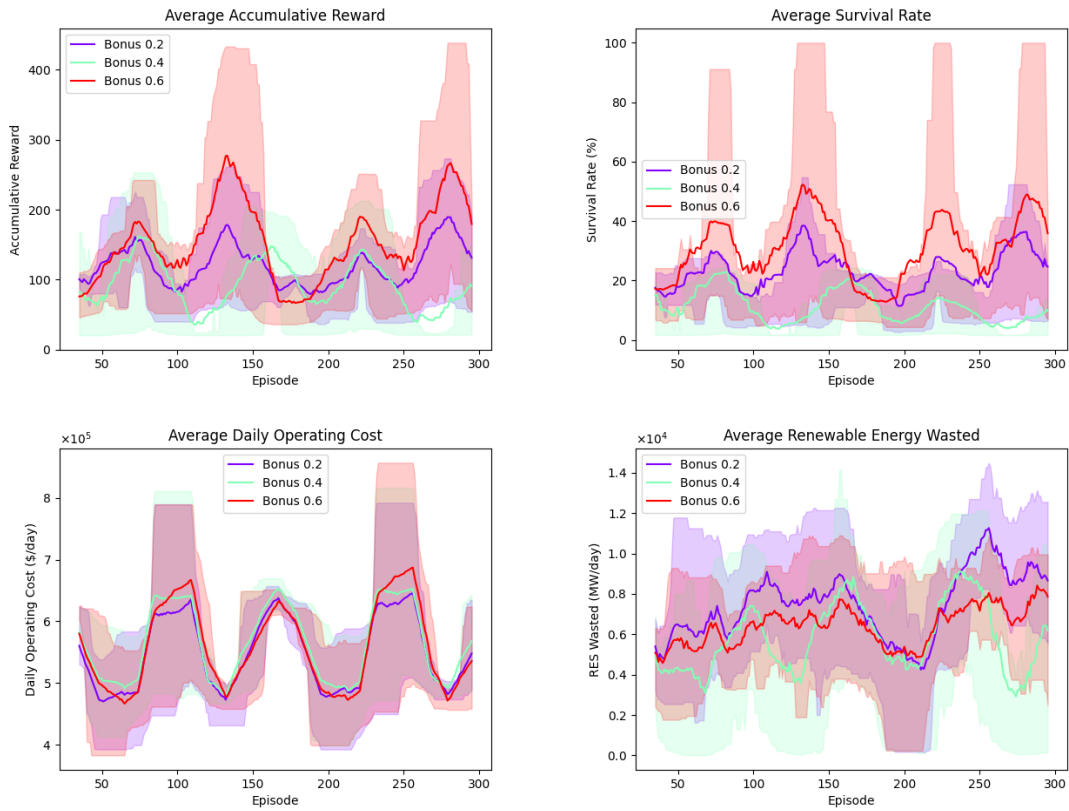 Average Accumulative Reward
Accumulative Reward
400
300
200
100
0
Bonus 0.2
Bonus 0.4
Bonus 0.6
50 100 150 200 250 300
Episode
Average Survival Rate
Survival Rate (%)
100
80
60
40
20
0
Bonus 0.2
Bonus 0.4
Bonus 0.6
50 100 150 200 250 300
Episode
×10⁵
Average Daily Operating Cost
Daily Operating Cost ($/day)
8
7
6
5
4
Bonus 0.2
Bonus 0.4
Bonus 0.6
50 100 150 200 250 300
Episode
×10⁴
Average Renewable Energy Wasted
RES Wasted (MW/day)
1.4
1.2
1.0
0.8
0.6
0.4
0.2
0.0
Bonus 0.2
Bonus 0.4
Bonus 0.6
50 100 150 200 250 300
Episode